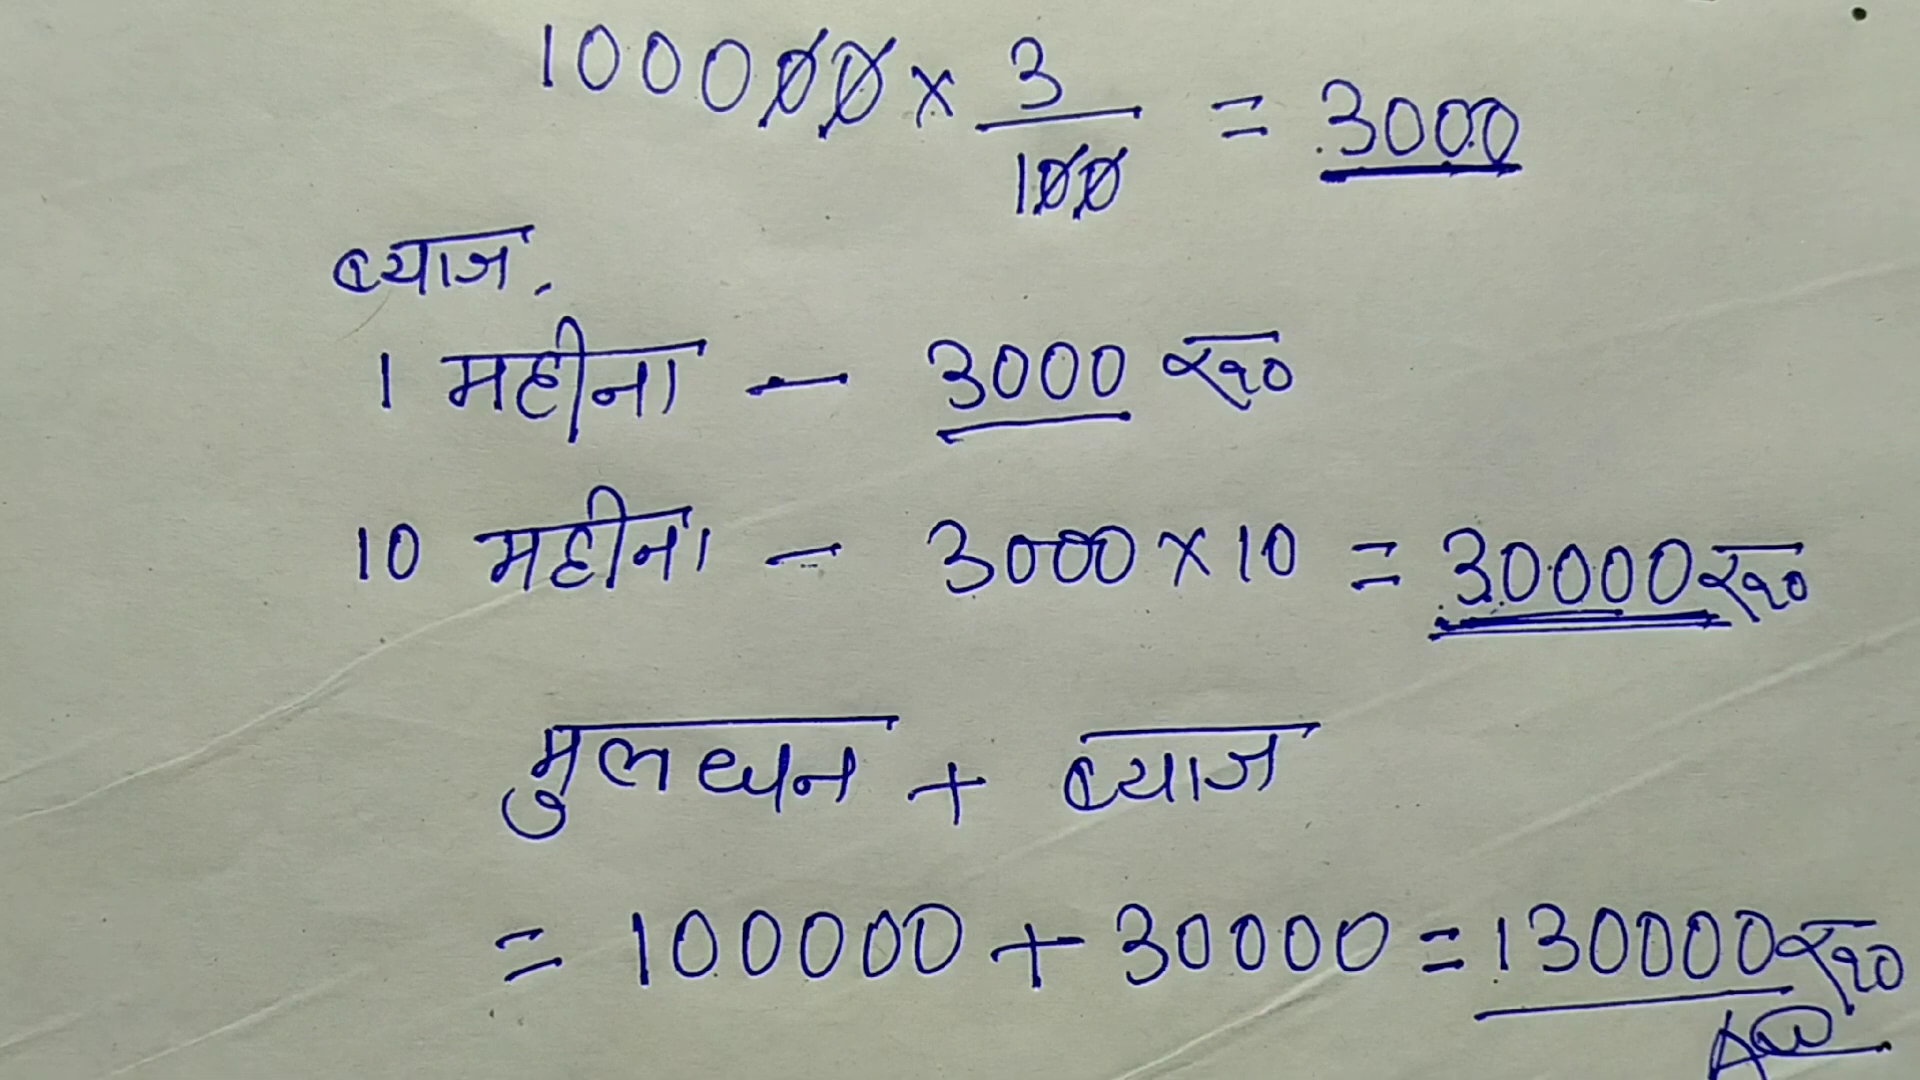 100000 × 3/100 = 3000
ब्याज.
1 महीना — 3000 रु०
10 महीना — 3000 × 10 = 30000 रु०
मुलधन + ब्याज
= 100000 + 30000 = 130000 रु०